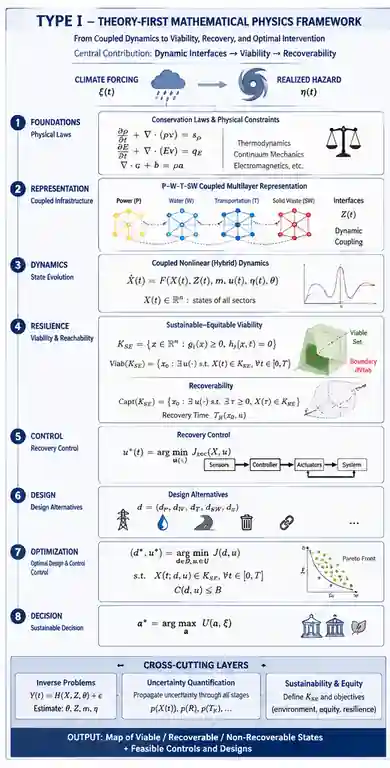 TYPE I – THEORY-FIRST MATHEMATICAL PHYSICS FRAMEWORK
From Coupled Dynamics to Viability, Recovery, and Optimal Intervention
Central Contribution: Dynamic Interfaces → Viability → Recoverability
CLIMATE FORCING
ξ(t)
REALIZED HAZARD
η(t)
1 FOUNDATIONS
Physical Laws
Conservation Laws & Physical Constraints
∂ρ/∂t + ∇ · (ρv) = s_ρ
∂E/∂t + ∇ · (Ev) = q_E
∇ · σ + b = ρa
Thermodynamics
Continuum Mechanics
Electromagnetics, etc.
2 REPRESENTATION
Coupled Infrastructure
P–W–T–SW Coupled Multilayer Representation
Power (P) Water (W) Transportation (T) Solid Waste (SW)
Interfaces
Z(t)
Dynamic
Coupling
3 DYNAMICS
State Evolution
Coupled Nonlinear (Hybrid) Dynamics
Ẋ(t) = F(X(t), Z(t), m, u(t), η(t), θ)
X(t) ∈ ℝⁿ : states of all sectors
4 RESILIENCE
Viability & Reachability
Sustainable–Equitable Viability
K_SE = {x ∈ ℝⁿ : g_i(x) ≥ 0, h_j(x,t) = 0}
Viab(K_SE) = {x₀ : ∃ u(·) s.t. X(t) ∈ K_SE, ∀t ∈ [0,T]
Viable
Set
Boundary
Recoverability
Capt(K_SE) = {x₀ : ∃ u(·) s.t. ∃ τ ≥ 0, X(τ) ∈ K_SE}
Recovery Time
5 CONTROL
Recovery Control
Recovery Control
u*(t) = arg min J_rec(X, u)
u(·)
Sensors Controller Actuators System
6 DESIGN
Design Alternatives
Design Alternatives
d = (d_P, d_W, d_T, d_SW, d_z)
...
7 OPTIMIZATION
Optimal Design & Control
Control
(d*, u*) = arg min J(d, u)
d∈D, u∈U
s.t. X(t; d, u) ∈ K_SE, ∀t ∈ [0, T]
C(d, u) ≤ B
Pareto Front
8 DECISION
Sustainable Decision
a* = arg max U(a, ξ)
a
CROSS-CUTTING LAYERS
Inverse Problems
Y(t) = H(X, Z, θ) + ϵ
Estimate: θ, Z, m, η
Uncertainty Quantification
Propagate uncertainty through all stages
p(X(t)), p(R), ...
Sustainability & Equity
Define K_SE and objectives
(environment, equity, resilience)
OUTPUT: Map of Viable / Recoverable / Non-Recoverable States
+ Feasible Controls and Designs